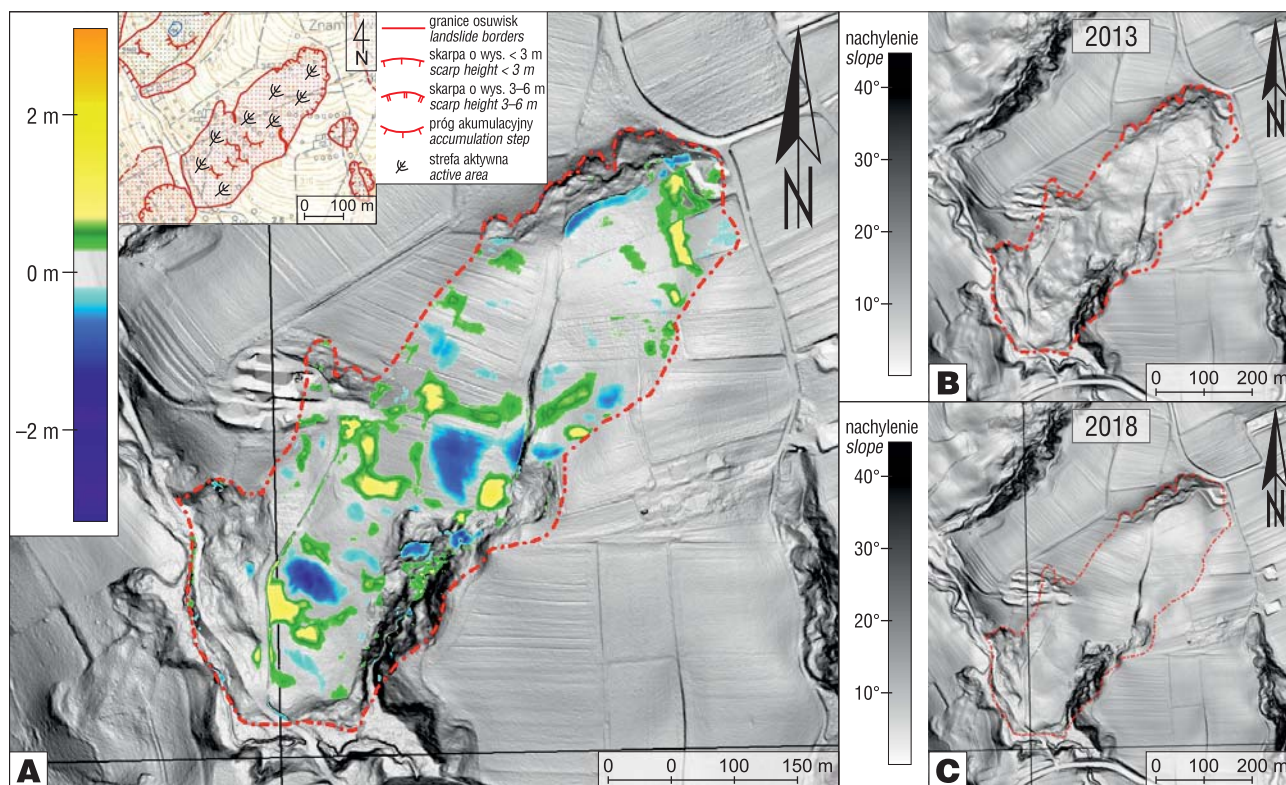 2 m
0 m
–2 m
Znam
N
0 100 m
granice osuwisk
landslide borders
skarpa o wys. < 3 m
scarp height < 3 m
skarpa o wys. 3–6 m
scarp height 3–6 m
próg akumulacyjny
accumulation step
strefa aktywna
active area
N
A
0 0 100 150 m
nachylenie
slope
40°
30°
20°
10°
2013
N
B
0 100 200 m
nachylenie
slope
40°
30°
20°
10°
2018
N
C
0 100 200 m